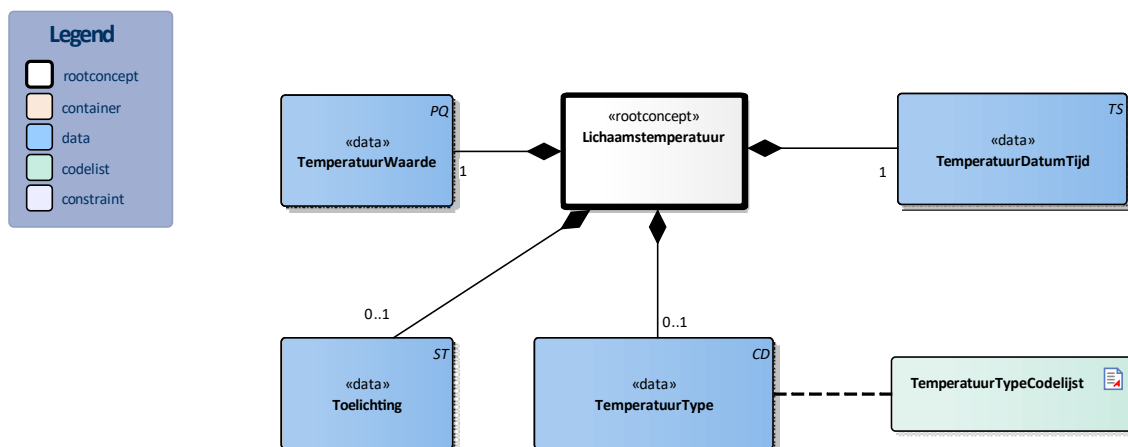 Legend
rootconcept
container
data
codelist
constraint
PQ
«data»
TemperatuurWaarde
1
«rootconcept»
Lichaamstemperatuur
TS
«data»
TemperatuurDatumTijd
1
0..1
0..1
ST
«data»
Toelichting
CD
«data»
TemperatuurType
TemperatuurTypeCodelijst